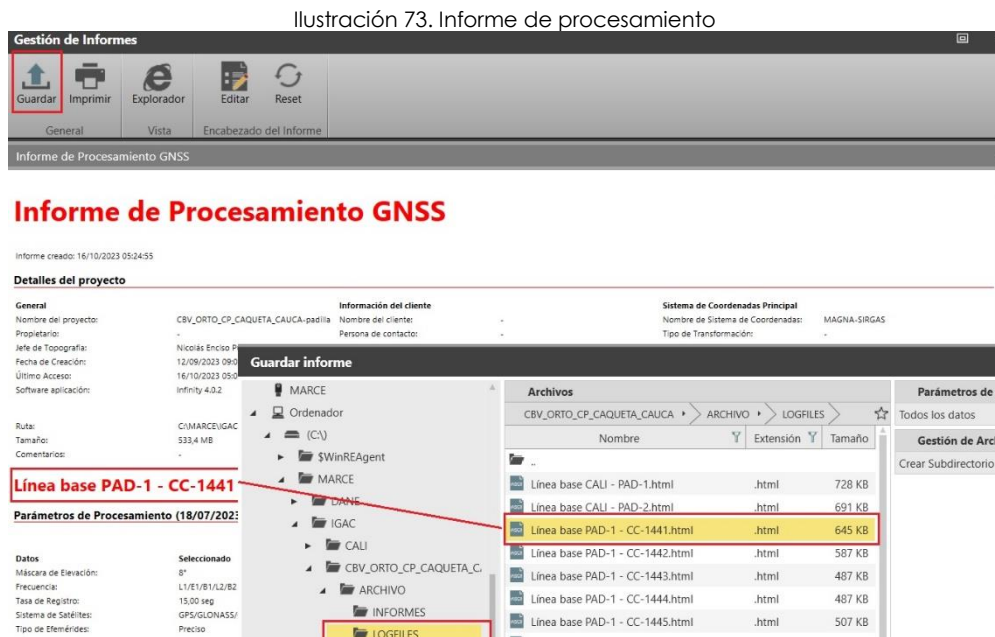 Ilustración 73. Informe de procesamiento
Gestión de Informes
Guardar Imprimir Explorador Editar Reset
General Vista Encabezado del Informe
Informe de Procesamiento GNSS
Informe de Procesamiento GNSS
Informe creado: 16/10/2023 05:24:55
Detalles del proyecto
General Información del cliente Sistema de Coordenadas Principal
Nombre del proyecto: CBV_ORTO_CP_CAQUETA_CAUCA-padilla Nombre del cliente: - Nombre de Sistema de Coordenadas: MAGNA-SIRGAS
Propietario: - Persona de contacto: - Tipo de Transformación: -
Jefe de Topografía: Nicolás Enciso P
Fecha de Creación: 12/09/2023 09:0
Último Acceso: 16/10/2023 05:0
Software aplicación: Infinity 4.0.2
Ruta: C:\MARCE\IGAC
Tamaño: 533,4 MB
Comentarios: -
Línea base PAD-1 - CC-1441
Parámetros de Procesamiento (18/07/2023
Datos Seleccionado
Máscara de Elevación: 8°
Frecuencia: L1/E1/B1/L2/B2
Tasa de Registro: 15,00 seg
Sistema de Satélites: GPS/GLONASS/
Tipo de Efemérides: Preciso
Guardar informe
MARCE
Ordenador
(C:\)
$WinREAgent
MARCE
DANE
IGAC
CALI
CBV_ORTO_CP_CAQUETA_C.
ARCHIVO
INFORMES
LOGFILES
Archivos
CBV_ORTO_CP_CAQUETA_CAUCA ARCHIVO LOGFILES
Nombre Extensión Tamaño
..
Línea base CALI - PAD-1.html .html 728 KB
Línea base CALI - PAD-2.html .html 691 KB
Línea base PAD-1 - CC-1441.html .html 645 KB
Línea base PAD-1 - CC-1442.html .html 587 KB
Línea base PAD-1 - CC-1443.html .html 487 KB
Línea base PAD-1 - CC-1444.html .html 487 KB
Línea base PAD-1 - CC-1445.html .html 507 KB
Parámetros de
Todos los datos
Gestión de Arc
Crear Subdirectorio